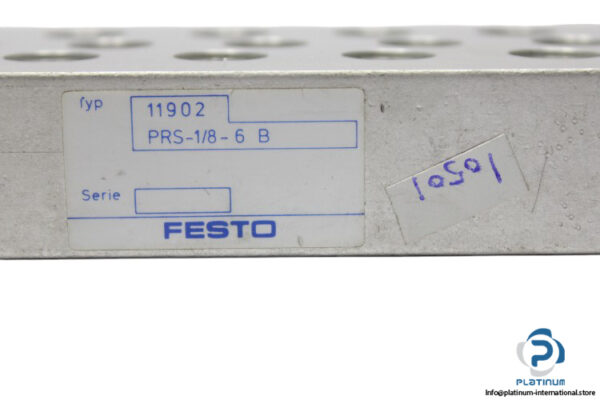 Typ 11902
PRS-1/8-6 B
Serie
FESTO
10501
PLATINUM
Info@platinum-international.store